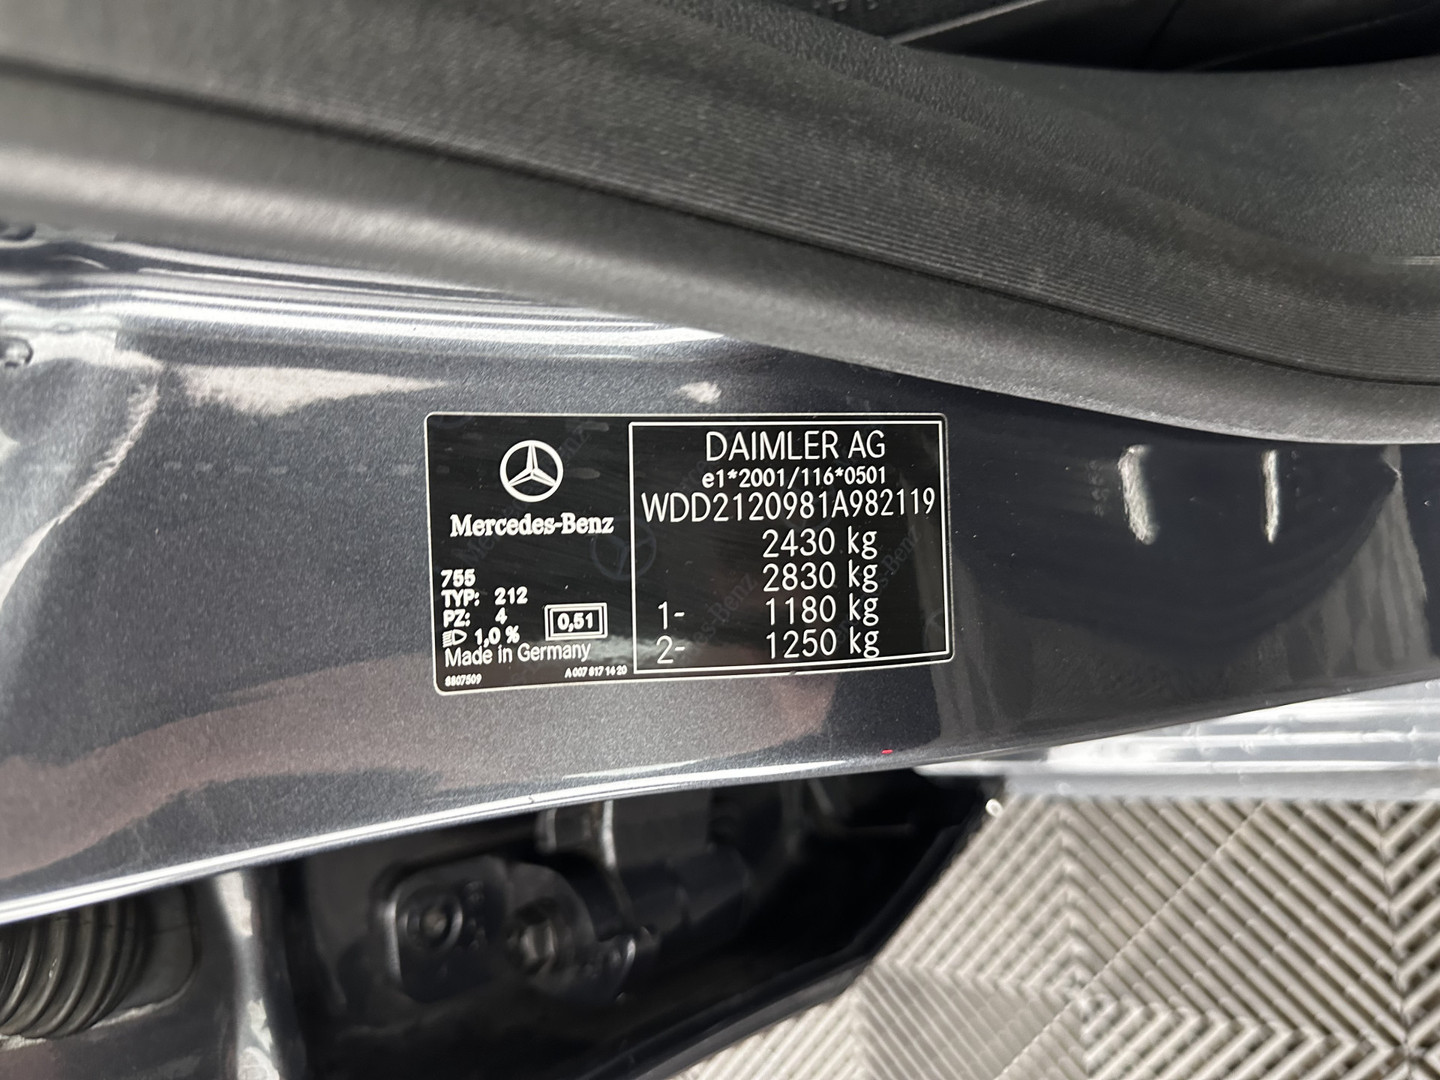 Mercedes-Benz
755
TYP: 212
PZ: 4
1,0 %
0,51
Made in Germany
8807509
A 007 817 14 20
DAIMLER AG
e1*2001/116*0501
WDD2120981A982119
2430 kg
2830 kg
1- 1180 kg
2- 1250 kg